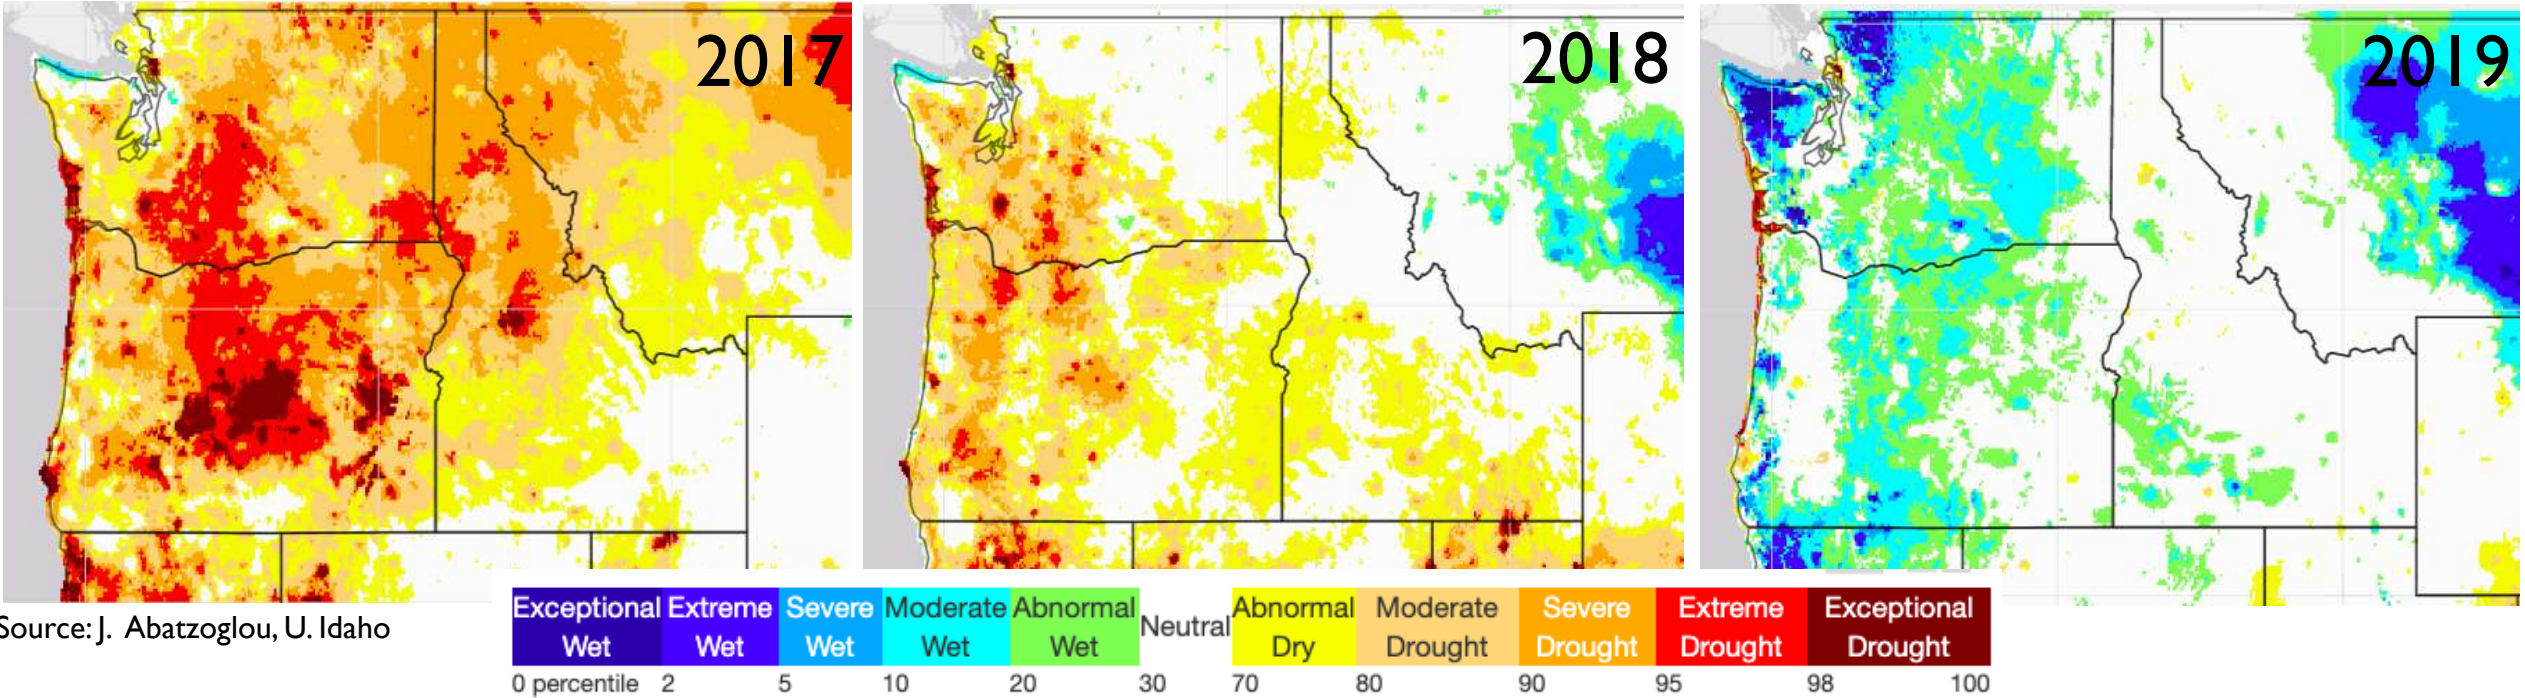 2017
2018
2019
Exceptional Wet
Extreme Wet
Severe Wet
Moderate Wet
Abnormal Wet
Neutral
Abnormal Dry
Moderate Drought
Severe Drought
Extreme Drought
Exceptional Drought
0 percentile 2 5 10 20 30 70 80 90 95 98 100
Source: J. Abatzoglou, U. Idaho